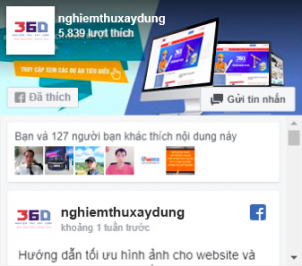 36D
nghiemthuxaydung
5.839 lượt thích
TRUY CẬP XEM CÁC DỰ ÁN TIÊU BIỂU
Đã thích
Gửi tin nhắn
Bạn và 127 người bạn khác thích nội dung này
36D
nghiemthuxaydung
khoảng 1 tuần trước
Hướng dẫn tối ưu hình ảnh cho website và